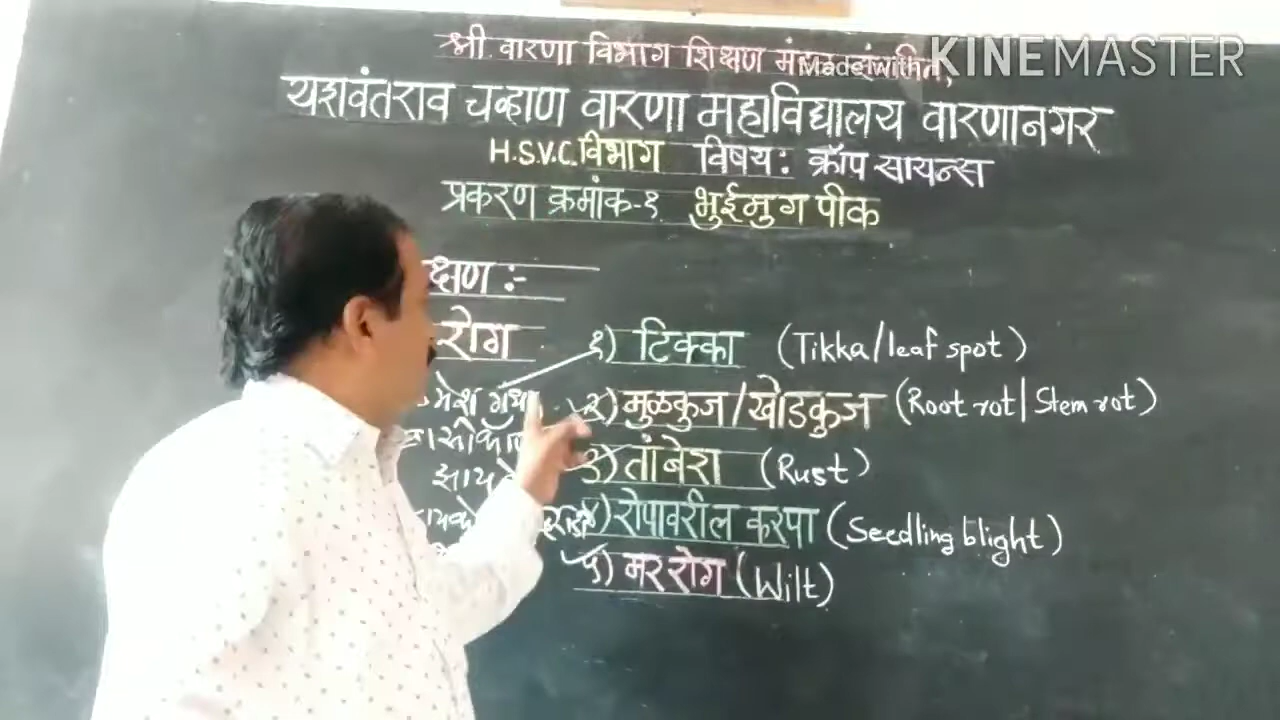 श्री. वारणा विभाग शिक्षण मंडळ संचलित,
Made with KINEMASTER
यशवंतराव चव्हाण वारणा महाविद्यालय वारणानगर
H.S.V.C. विभाग विषय: क्रॉप सायन्स
प्रकरण क्रमांक-१ भुईमुग पीक
क्षण :-
रोग
१) टिक्का (Tikka/leaf spot)
२) मुळकुज/खोडकुज (Root rot/Stem rot)
३) तांबेरा (Rust)
४) रोपावरील करपा (Seedling blight)
५) मर रोग (Wilt)